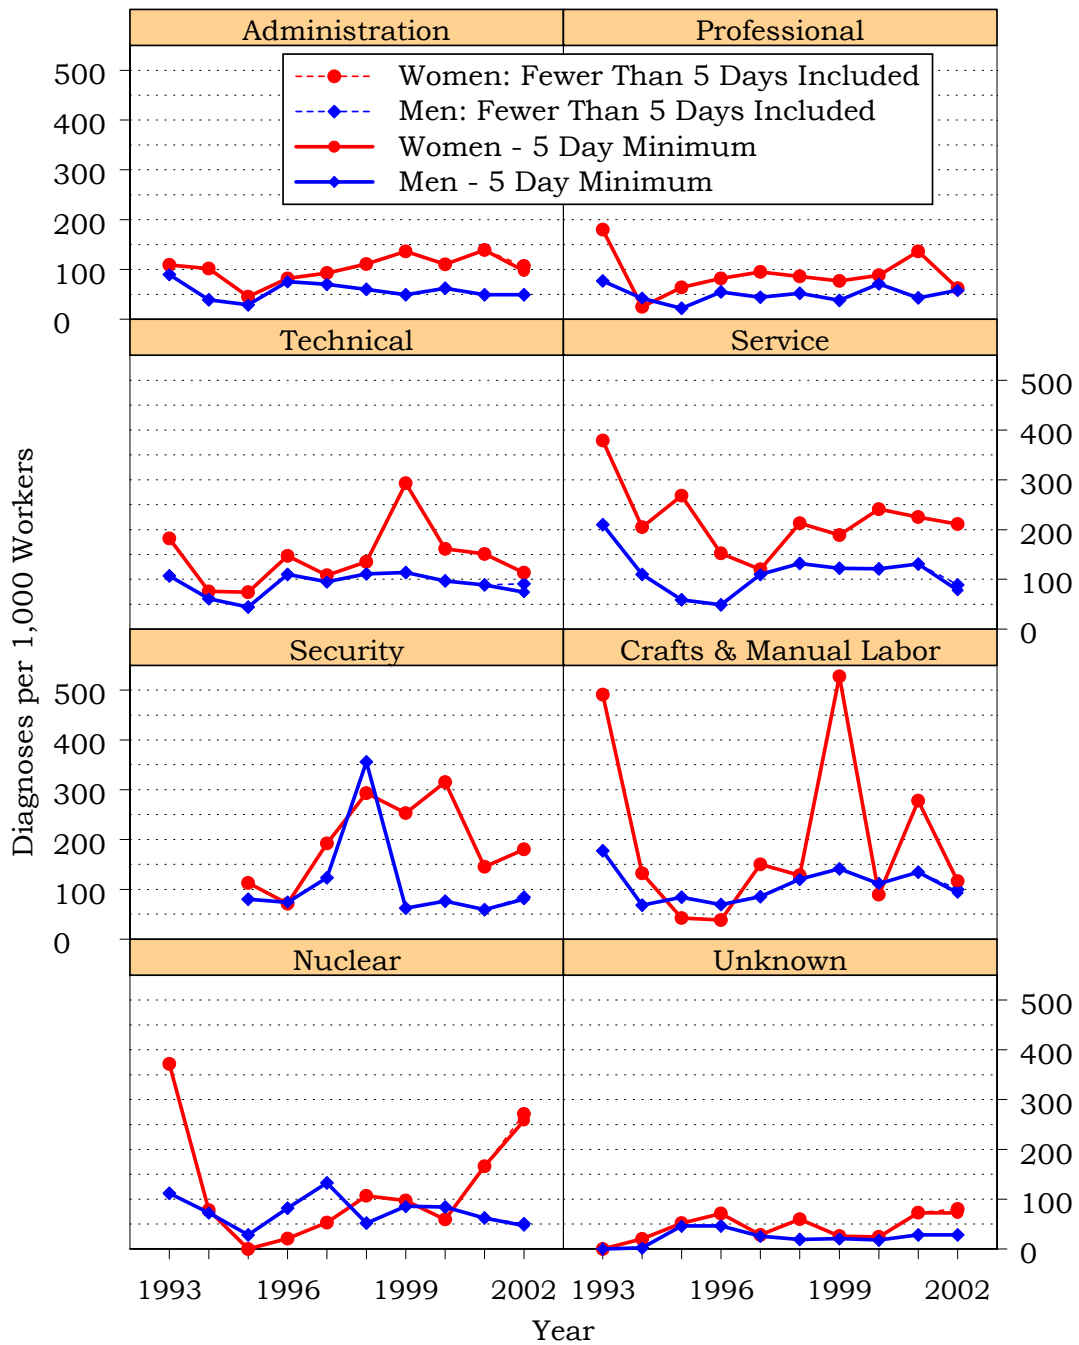 Administration
Professional
Women: Fewer Than 5 Days Included
Men: Fewer Than 5 Days Included
Women - 5 Day Minimum
Men - 5 Day Minimum
500
400
300
200
100
0
Technical
Service
500
400
300
200
100
0
Security
Crafts & Manual Labor
500
400
300
200
100
0
Nuclear
Unknown
500
400
300
200
100
0
Diagnoses per 1,000 Workers
1993 1996 1999 2002 1993 1996 1999 2002
Year